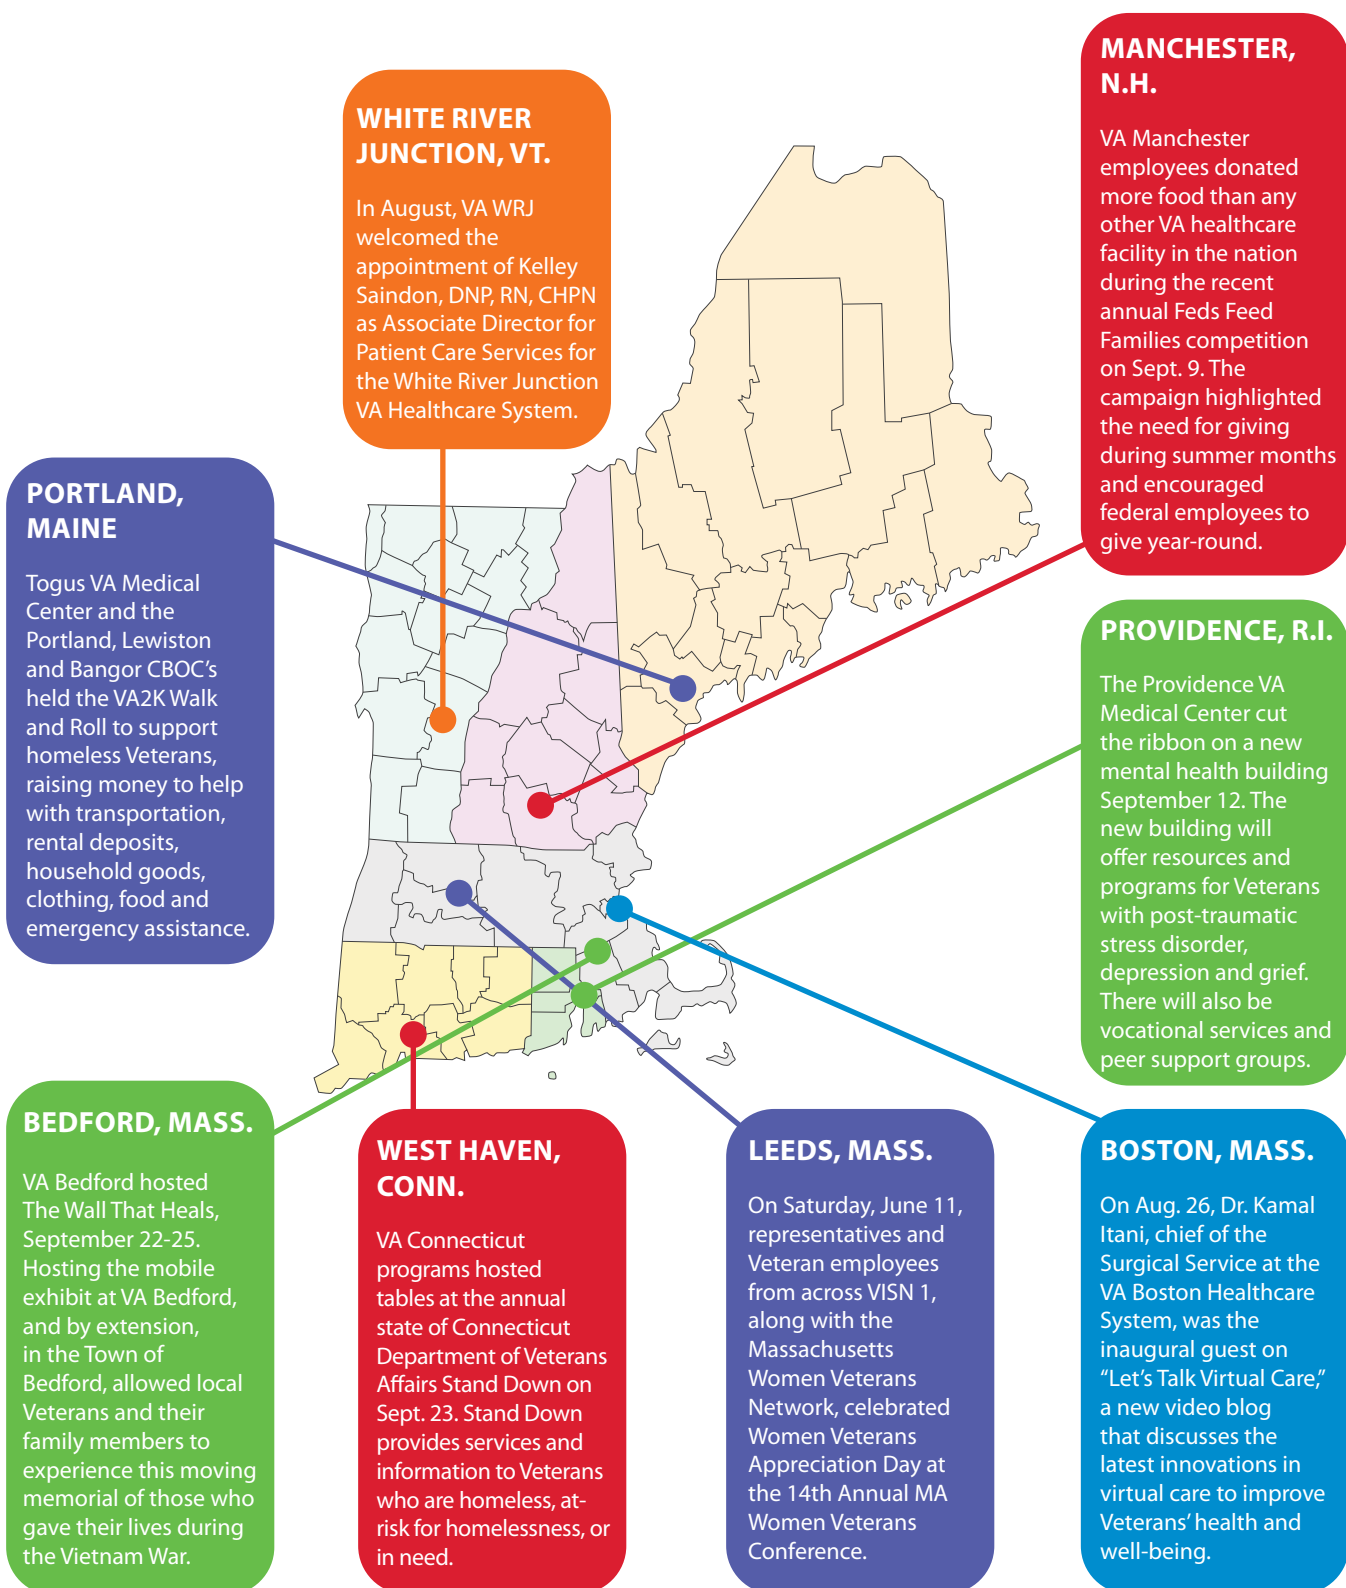 WHITE RIVER
JUNCTION, VT.
In August, VA WRJ
welcomed the
appointment of Kelley
Saindon, DNP, RN, CHPN
as Associate Director for
Patient Care Services for
the White River Junction
VA Healthcare System.
MANCHESTER,
N.H.
VA Manchester
employees donated
more food than any
other VA healthcare
facility in the nation
during the recent
annual Feds Feed
Families competition
on Sept. 9. The
campaign highlighted
the need for giving
during summer months
and encouraged
federal employees to
give year-round.
PORTLAND,
MAINE
Togus VA Medical
Center and the
Portland, Lewiston
and Bangor CBOC's
held the VA2K Walk
and Roll to support
homeless Veterans,
raising money to help
with transportation,
rental deposits,
household goods,
clothing, food and
emergency assistance.
PROVIDENCE, R.I.
The Providence VA
Medical Center cut
the ribbon on a new
mental health building
September 12. The
new building will
offer resources and
programs for Veterans
with post-traumatic
stress disorder,
depression and grief.
There will also be
vocational services and
peer support groups.
BEDFORD, MASS.
VA Bedford hosted
The Wall That Heals,
September 22-25.
Hosting the mobile
exhibit at VA Bedford,
and by extension,
in the Town of
Bedford, allowed local
Veterans and their
family members to
experience this moving
memorial of those who
gave their lives during
the Vietnam War.
WEST HAVEN,
CONN.
VA Connecticut
programs hosted
tables at the annual
state of Connecticut
Department of Veterans
Affairs Stand Down on
Sept. 23. Stand Down
provides services and
information to Veterans
who are homeless, at-
risk for homelessness, or
in need.
LEEDS, MASS.
On Saturday, June 11,
representatives and
Veteran employees
from across VISN 1,
along with the
Massachusetts
Women Veterans
Network, celebrated
Women Veterans
Appreciation Day at
the 14th Annual MA
Women Veterans
Conference.
BOSTON, MASS.
On Aug. 26, Dr. Kamal
Itani, chief of the
Surgical Service at the
VA Boston Healthcare
System, was the
inaugural guest on
“Let’s Talk Virtual Care,”
a new video blog
that discusses the
latest innovations in
virtual care to improve
Veterans’ health and
well-being.